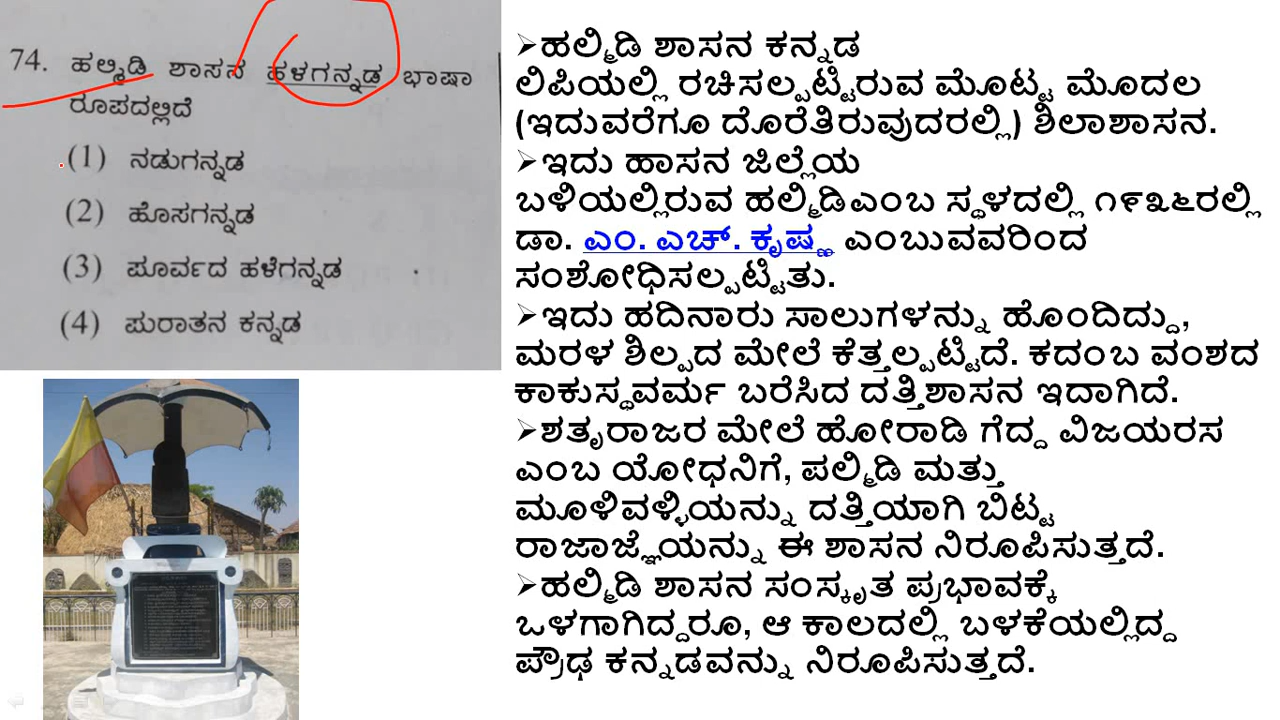 74. ಹಲ್ಮಿಡಿ ಶಾಸನ ಹಳಗನ್ನಡ ಭಾಷಾ
ರೂಪದಲ್ಲಿದೆ
(1) ನಡುಗನ್ನಡ
(2) ಹೊಸಗನ್ನಡ
(3) ಪೂರ್ವದ ಹಳೆಗನ್ನಡ
(4) ಪುರಾತನ ಕನ್ನಡ
➢ಹಲ್ಮಿಡಿ ಶಾಸನ ಕನ್ನಡ
ಲಿಪಿಯಲ್ಲಿ ರಚಿಸಲ್ಪಟ್ಟಿರುವ ಮೊಟ್ಟ ಮೊದಲ
(ಇದುವರೆಗೂ ದೊರೆತಿರುವುದರಲ್ಲಿ) ಶಿಲಾಶಾಸನ.
➢ಇದು ಹಾಸನ ಜಿಲ್ಲೆಯ
ಬಳಿಯಲ್ಲಿರುವ ಹಲ್ಮಿಡಿಎಂಬ ಸ್ಥಳದಲ್ಲಿ ೧೯೩೬ರಲ್ಲಿ
ಡಾ. ಎಂ. ಎಚ್. ಕೃಷ್ಣ ಎಂಬುವವರಿಂದ
ಸಂಶೋಧಿಸಲ್ಪಟ್ಟಿತು.
➢ಇದು ಹದಿನಾರು ಸಾಲುಗಳನ್ನು ಹೊಂದಿದ್ದು,
ಮರಳ ಶಿಲ್ಪದ ಮೇಲೆ ಕೆತ್ತಲ್ಪಟ್ಟಿದೆ. ಕದಂಬ ವಂಶದ
ಕಾಕುಸ್ಥವರ್ಮ ಬರೆಸಿದ ದತ್ತಿಶಾಸನ ಇದಾಗಿದೆ.
➢ಶತೃರಾಜರ ಮೇಲೆ ಹೋರಾಡಿ ಗೆದ್ದ ವಿಜಯರಸ
ಎಂಬ ಯೋಧನಿಗೆ, ಪಲ್ಮಿಡಿ ಮತ್ತು
ಮೂಳಿವಳ್ಳಿಯನ್ನು ದತ್ತಿಯಾಗಿ ಬಿಟ್ಟ
ರಾಜಾಜ್ಞೆಯನ್ನು ಈ ಶಾಸನ ನಿರೂಪಿಸುತ್ತದೆ.
➢ಹಲ್ಮಿಡಿ ಶಾಸನ ಸಂಸ್ಕೃತ ಪ್ರಭಾವಕ್ಕೆ
ಒಳಗಾಗಿದ್ದರೂ, ಆ ಕಾಲದಲ್ಲಿ ಬಳಕೆಯಲ್ಲಿದ್ದ
ಪ್ರೌಢ ಕನ್ನಡವನ್ನು ನಿರೂಪಿಸುತ್ತದೆ.